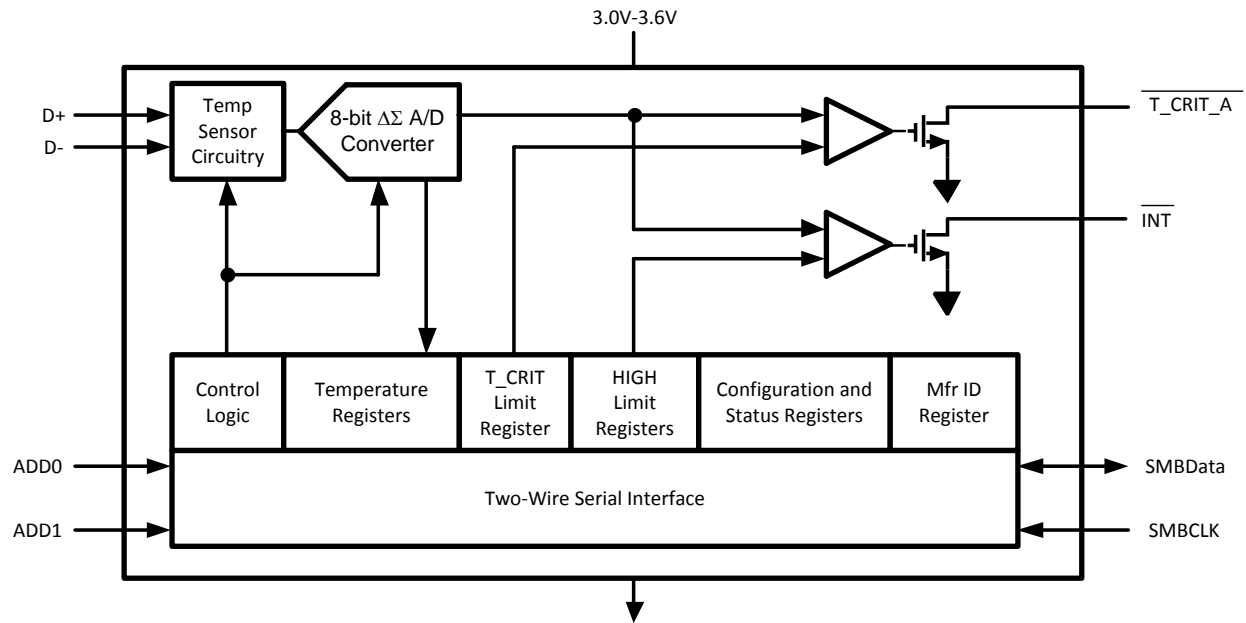 3.0V-3.6V
D+
D-
Temp
Sensor
Circuitry
8-bit ΔΣ A/D
Converter
T_CRIT_A
INT
Control
Logic
Temperature
Registers
T_CRIT
Limit
Register
HIGH
Limit
Registers
Configuration and
Status Registers
Mfr ID
Register
ADD0
ADD1
Two-Wire Serial Interface
SMBData
SMBCLK